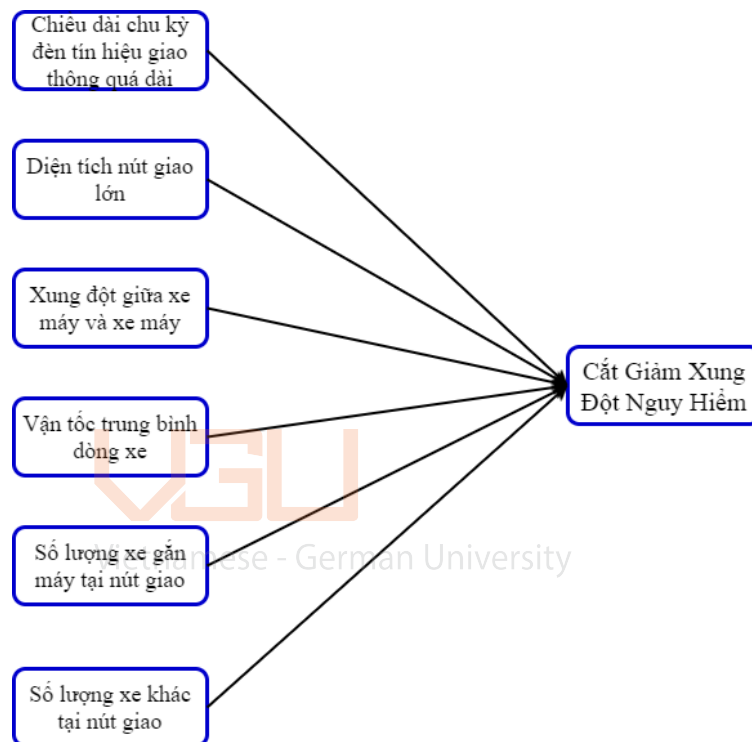 Chiêu dài chu kỳ
đèn tín hiệu giao
thông quá dài
Diện tích nút giao
lớn
Xung đột giữa xe
máy và xe máy
Vận tốc trung bình
dòng xe
Số lượng xe gắn
máy tại nút giao
Số lượng xe khác
tại nút giao
Cắt Giảm Xung
Đột Nguy Hiểm
VGU
Vietnamese - German University